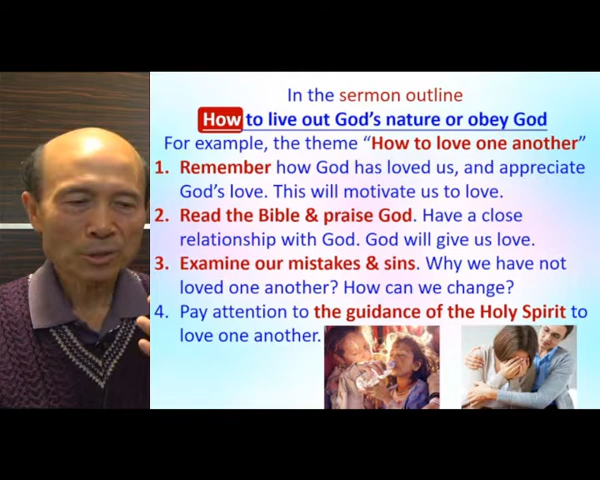 In the sermon outline
How to live out God's nature or obey God
For example, the theme "How to love one another"
1. Remember how God has loved us, and appreciate
God's love. This will motivate us to love.
2. Read the Bible & praise God. Have a close
relationship with God. God will give us love.
3. Examine our mistakes & sins. Why we have not
loved one another? How can we change?
4. Pay attention to the guidance of the Holy Spirit to
love one another.